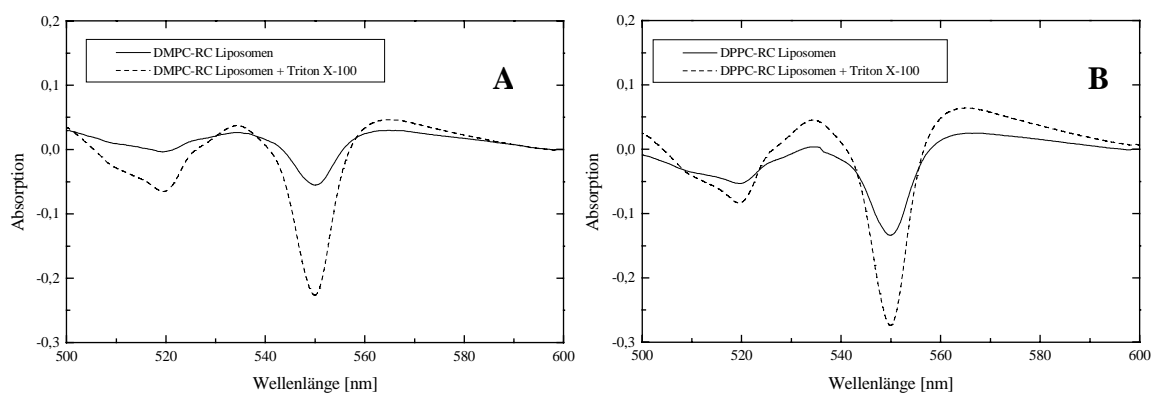 0,2
DMPC-RC Liposomen
DMPC-RC Liposomen + Triton X-100
A
0,1
0,0
-0,1
-0,2
-0,3
500 520 540 560 580 600
Absorption
Wellenlänge [nm]
0,2
DPPC-RC Liposomen
DPPC-RC Liposomen + Triton X-100
B
0,1
0,0
-0,1
-0,2
-0,3
500 520 540 560 580 600
Absorption
Wellenlänge [nm]